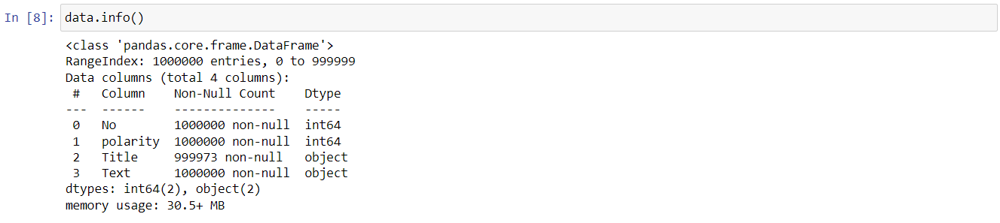 In [8]: data.info()
<class 'pandas.core.frame.DataFrame'>
RangeIndex: 1000000 entries, 0 to 999999
Data columns (total 4 columns):
 #   Column    Non-Null Count    Dtype
---  ------    --------------    -----
 0   No        1000000 non-null  int64
 1   polarity  1000000 non-null  int64
 2   Title     999973 non-null   object
 3   Text      1000000 non-null  object
dtypes: int64(2), object(2)
memory usage: 30.5+ MB